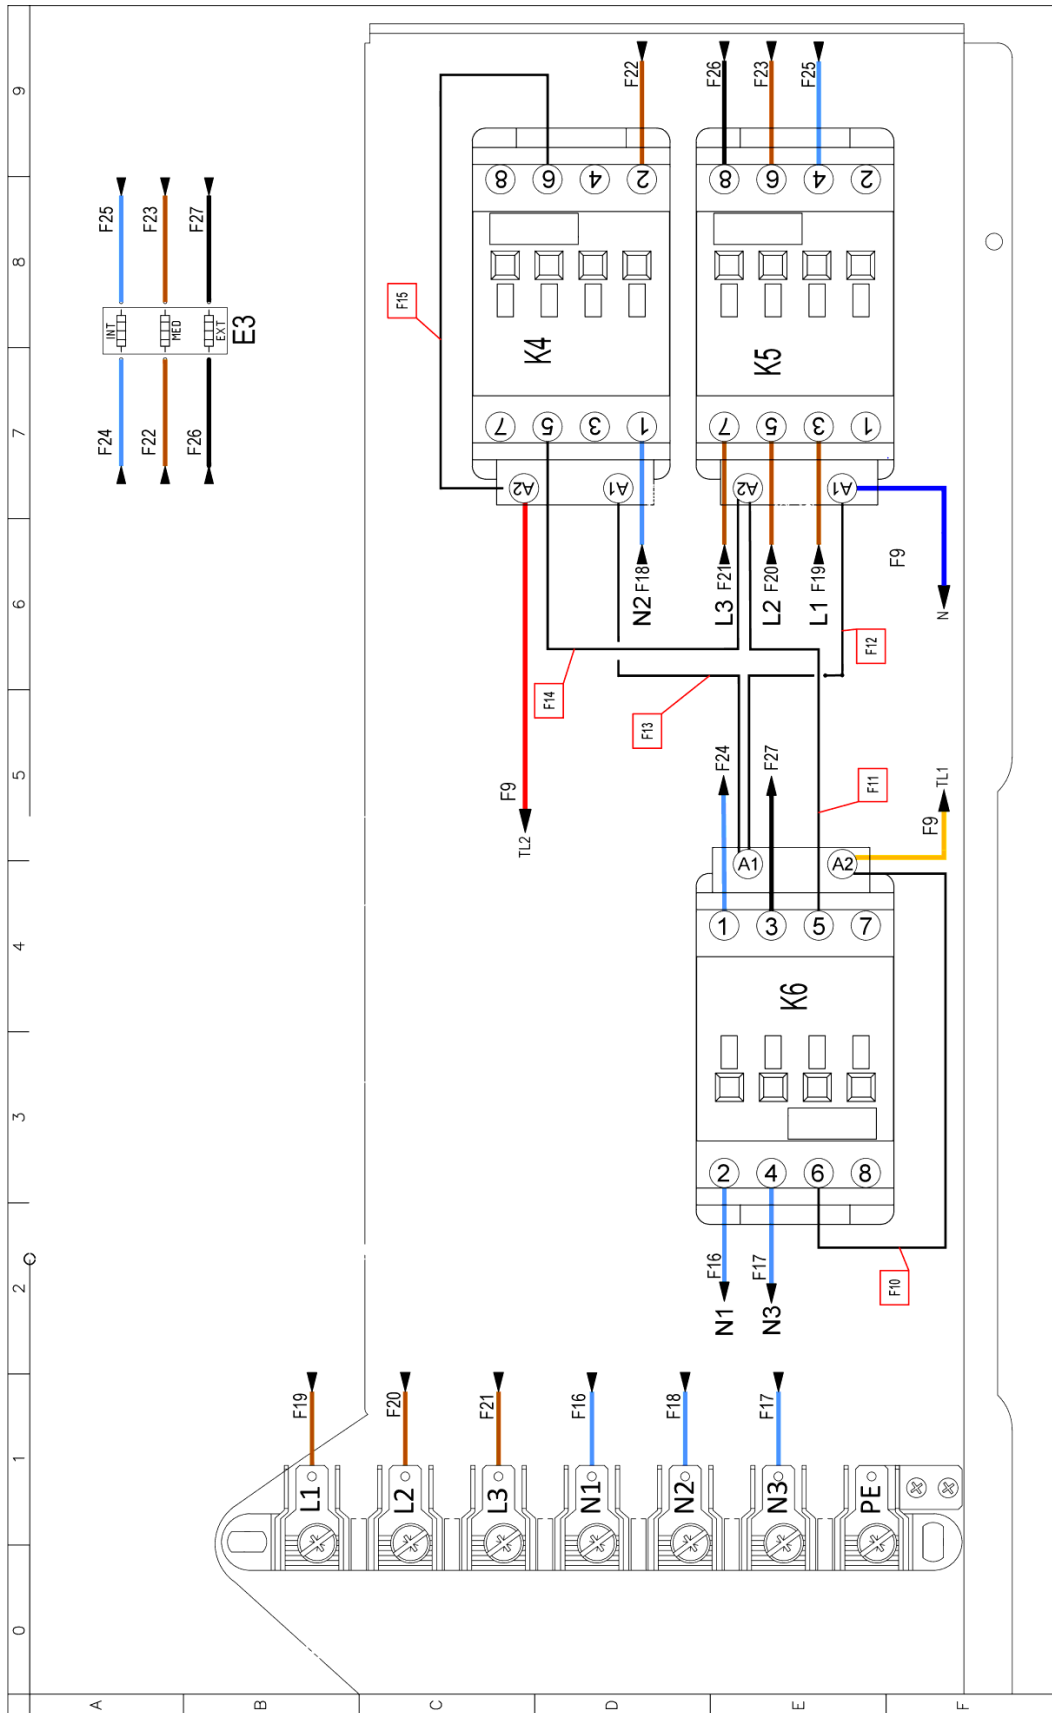 9
8
7
6
5
4
3
2
1
0
A
B
C
D
E
F
F25
F23
F27
INT
MED
EXT
E3
F24
F22
F26
F15
F22
F26
F23
F25
8
6
4
2
8
6
4
2
K4
K5
7
5
3
1
7
5
3
1
A2
A1
A2
A1
F18
N2
F21
L3
F20
L2
F19
L1
F9
N
F12
F14
F13
F9
TL2
F24
F27
F11
TL1
F9
A1
A2
1
3
5
7
K6
2
4
6
8
F16
N1
F17
N3
F10
F19
F20
F21
F16
F18
F17
L1
L2
L3
N1
N2
N3
PE